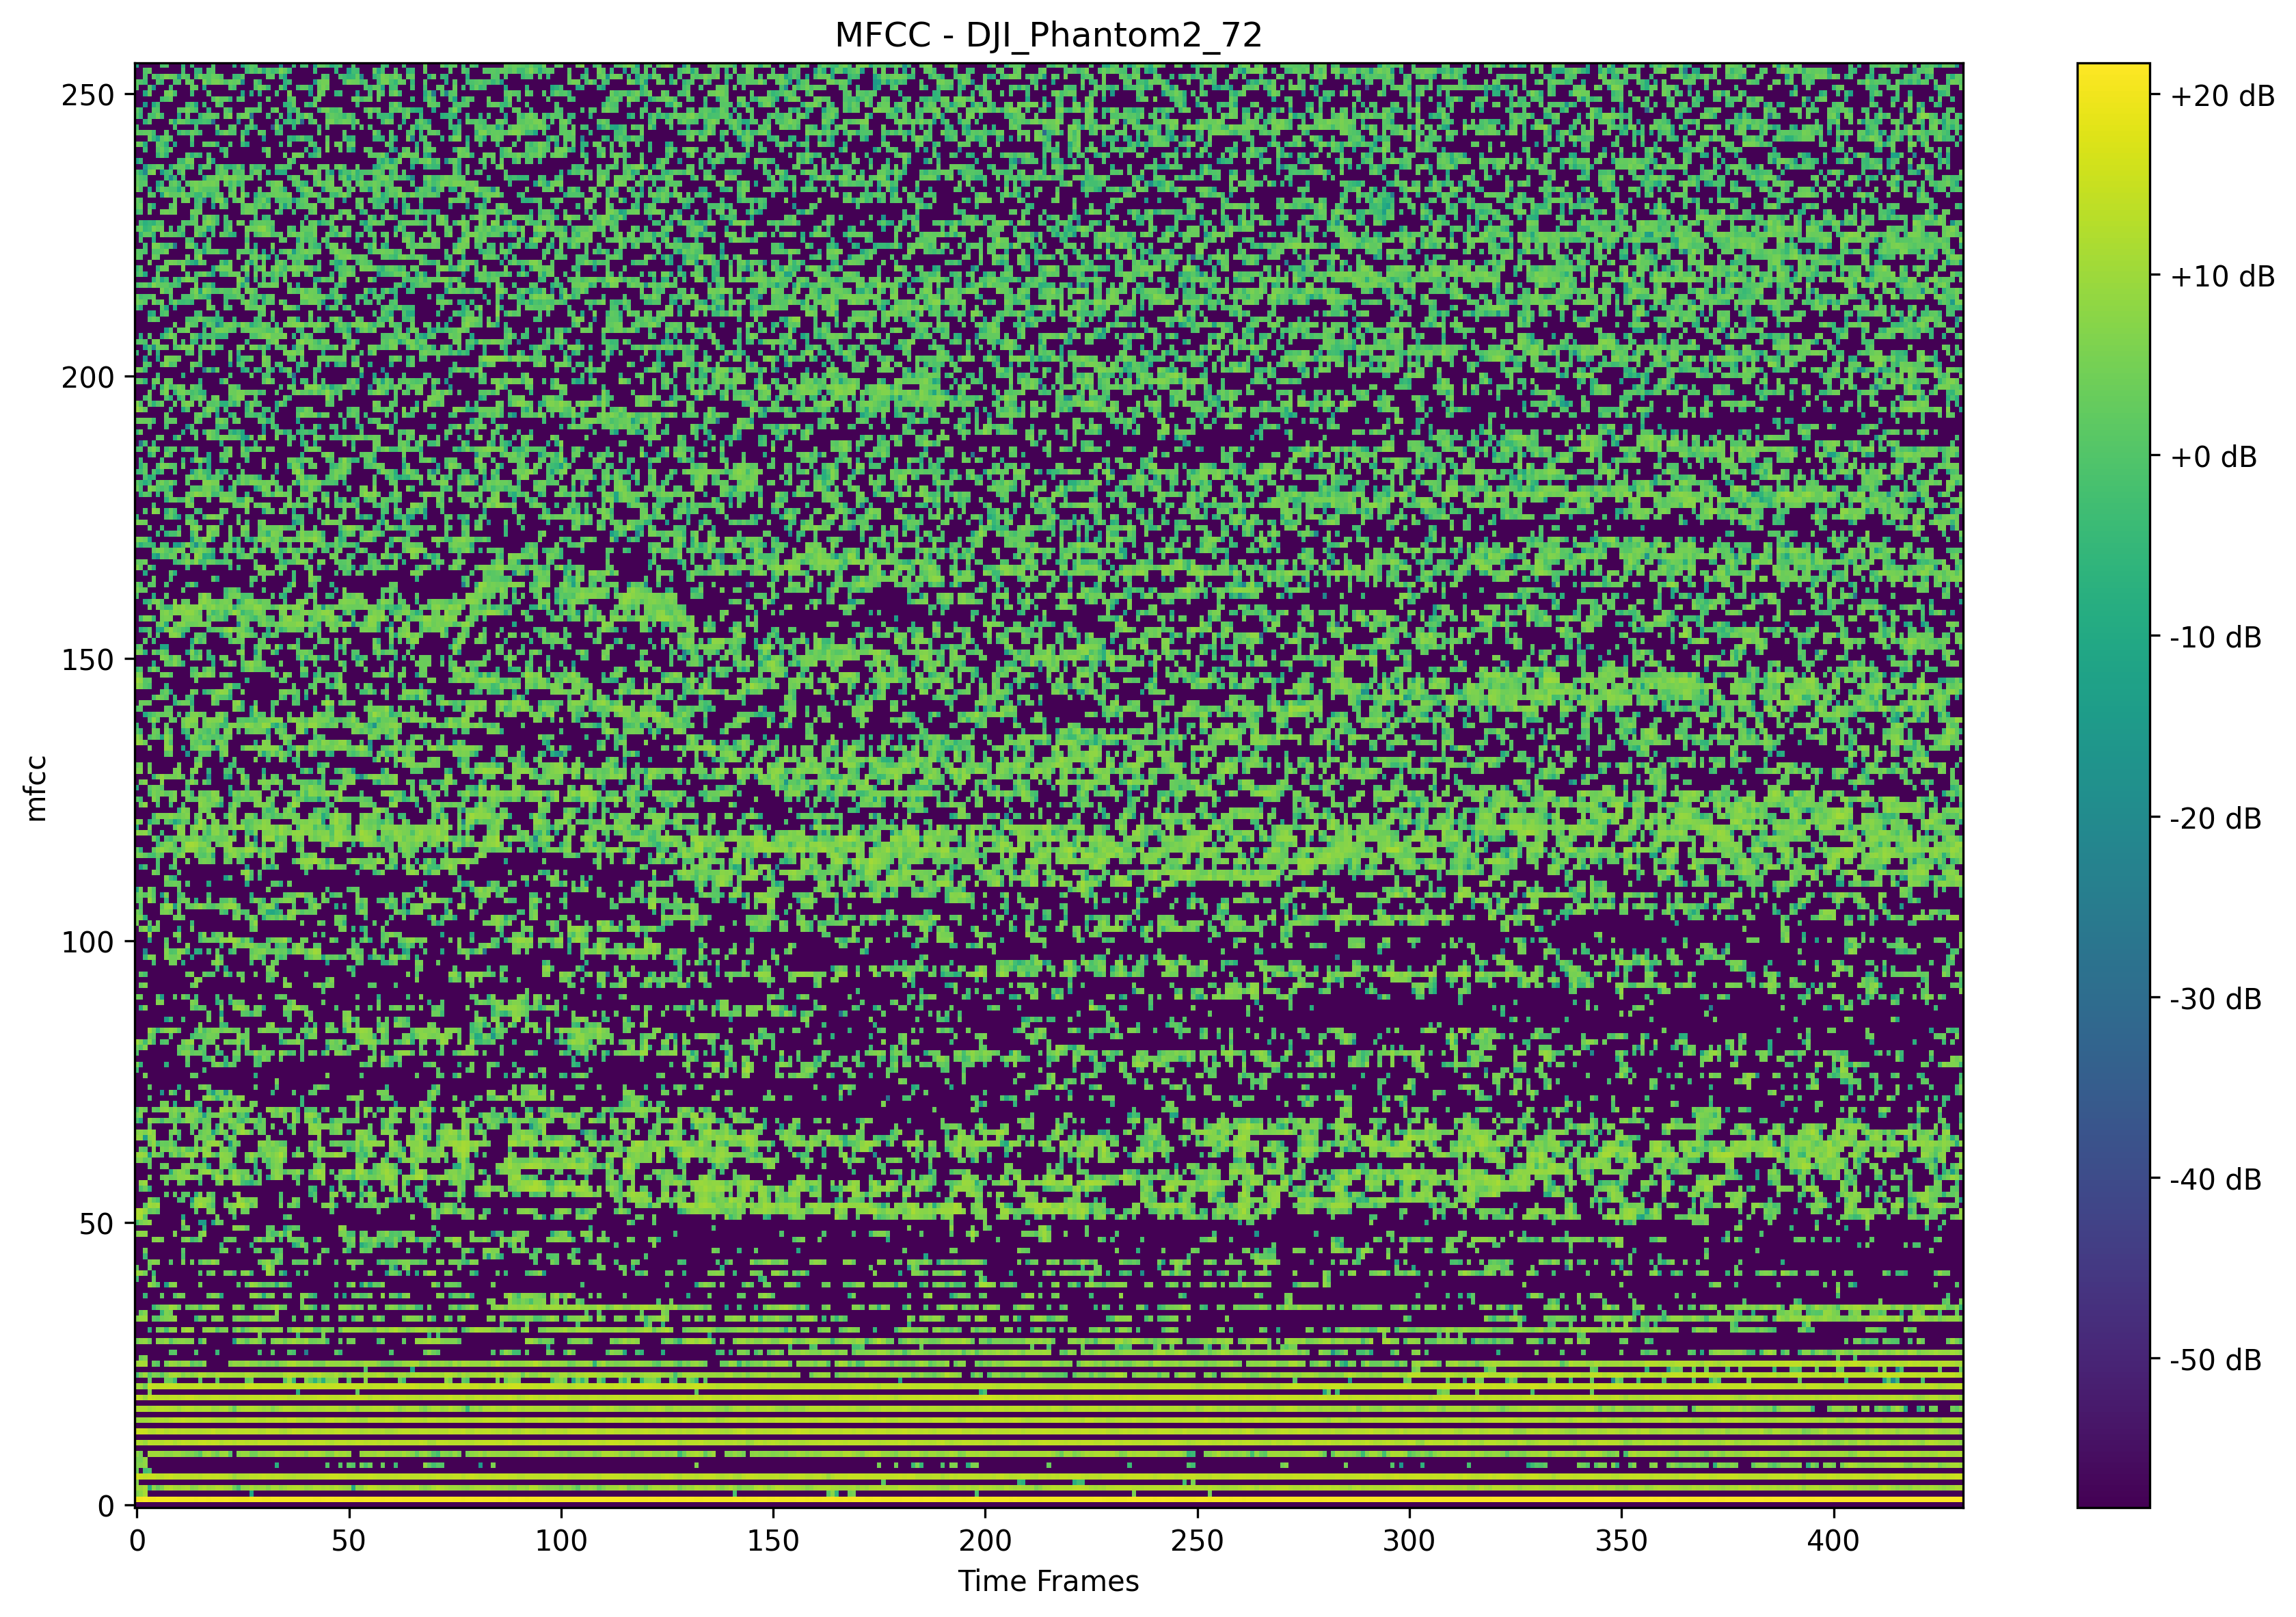 MFCC - DJI_Phantom2_72
250
200
150
100
50
0
mfcc
0 50 100 150 200 250 300 350 400
Time Frames
+20 dB
+10 dB
+0 dB
-10 dB
-20 dB
-30 dB
-40 dB
-50 dB